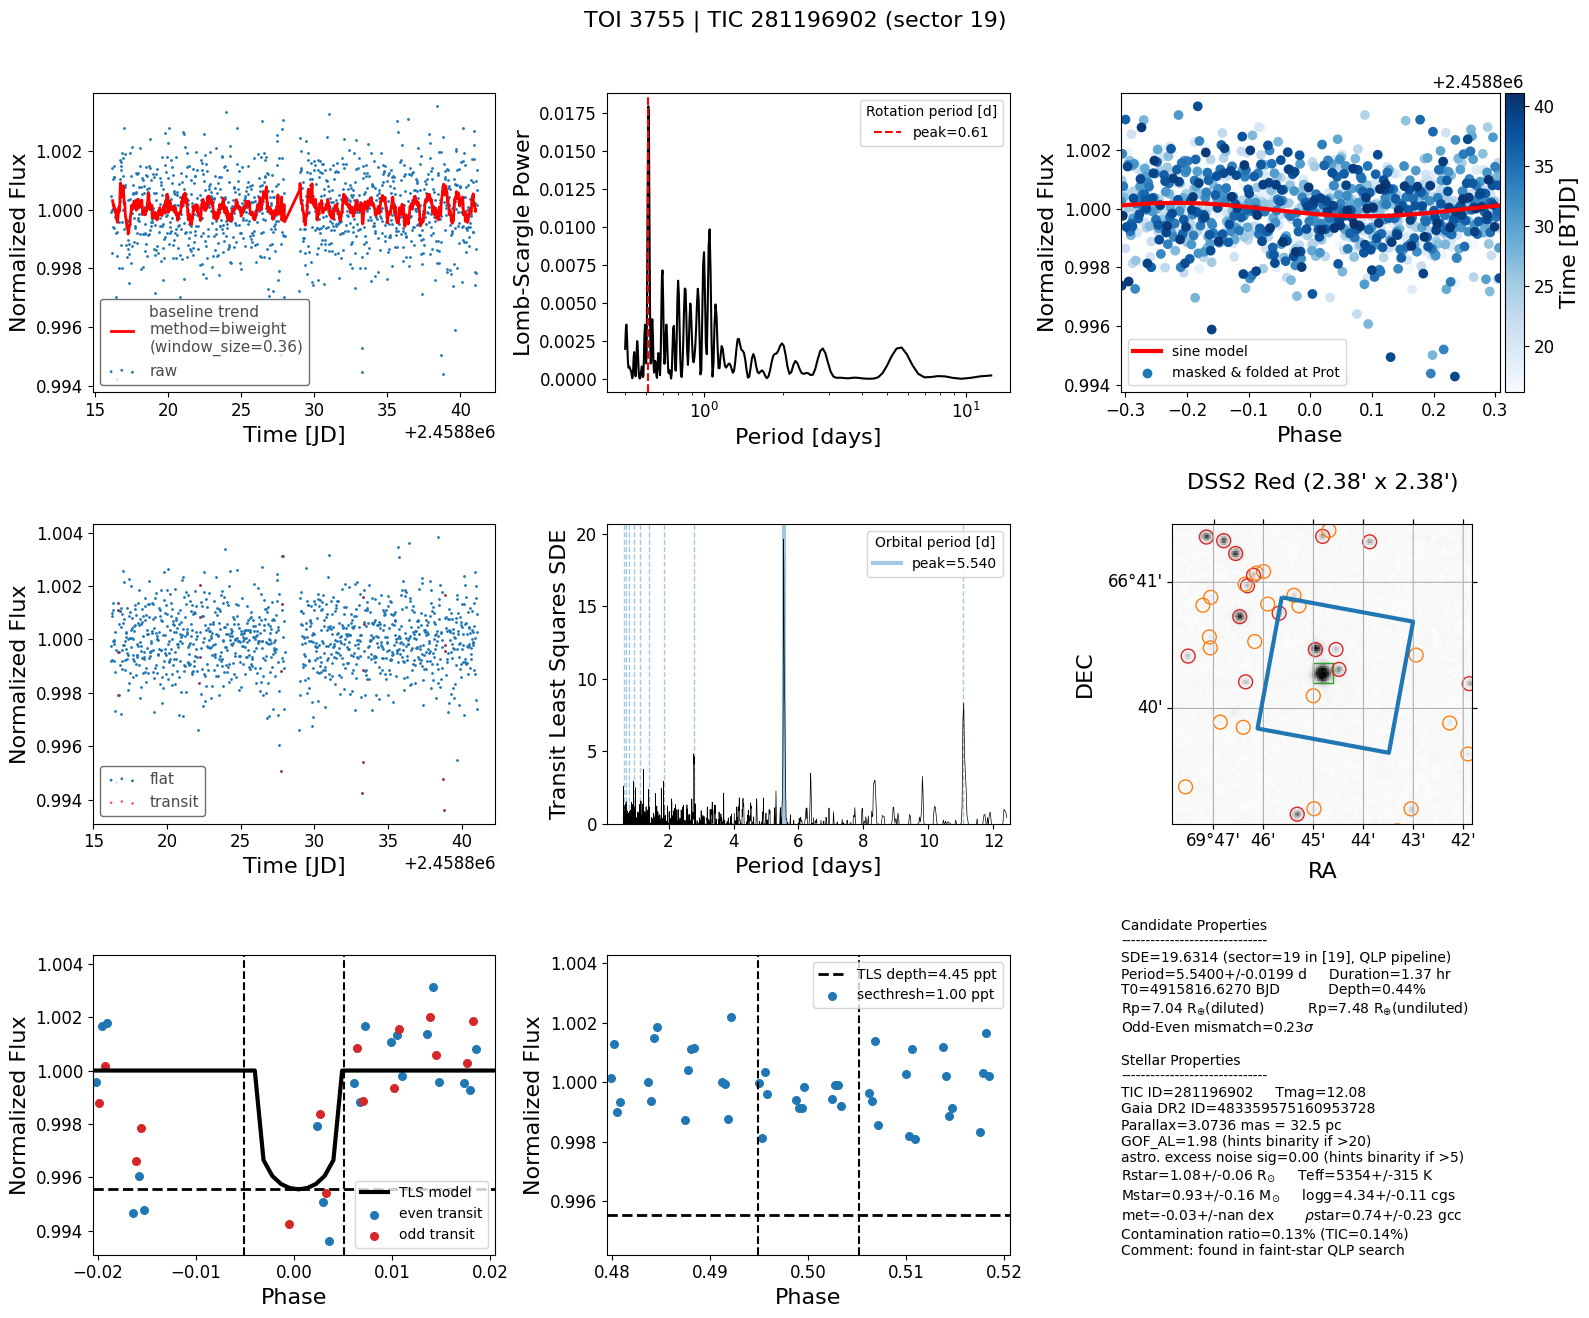 TOI 3755 | TIC 281196902 (sector 19)
Normalized Flux
1.002
1.000
0.998
0.996
0.994
baseline trend
method=biweight
(window_size=0.36)
raw
15 20 25 30 35 40
Time [JD]
+2.4588e6
Lomb-Scargle Power
0.0175
0.0150
0.0125
0.0100
0.0075
0.0050
0.0025
0.0000
Rotation period [d]
peak=0.61
10⁰ 10¹
Period [days]
+2.4588e6
Normalized Flux
1.002
1.000
0.998
0.996
0.994
sine model
masked & folded at Prot
−0.3 −0.2 −0.1 0.0 0.1 0.2 0.3
Phase
40
35
30
25
20
Time [BTJD]
Normalized Flux
1.004
1.002
1.000
0.998
0.996
0.994
flat
transit
15 20 25 30 35 40
Time [JD]
+2.4588e6
Transit Least Squares SDE
20
15
10
5
0
Orbital period [d]
peak=5.540
2 4 6 8 10 12
Period [days]
DSS2 Red (2.38' x 2.38')
DEC
66°41'
40'
69°47' 46' 45' 44' 43' 42'
RA
Normalized Flux
1.004
1.002
1.000
0.998
0.996
0.994
TLS model
even transit
odd transit
−0.02 −0.01 0.00 0.01 0.02
Phase
Normalized Flux
1.004
1.002
1.000
0.998
0.996
TLS depth=4.45 ppt
secthresh=1.00 ppt
0.48 0.49 0.50 0.51 0.52
Phase
Candidate Properties
------------------------------
SDE=19.6314 (sector=19 in [19], QLP pipeline)
Period=5.5400+/-0.0199 d Duration=1.37 hr
T0=4915816.6270 BJD Depth=0.44%
Rp=7.04 R⊕(diluted) Rp=7.48 R⊕(undiluted)
Odd-Even mismatch=0.23σ
Stellar Properties
------------------------------
TIC ID=281196902 Tmag=12.08
Gaia DR2 ID=483359575160953728
Parallax=3.0736 mas = 32.5 pc
GOF_AL=1.98 (hints binarity if >20)
astro. excess noise sig=0.00 (hints binarity if >5)
Rstar=1.08+/-0.06 R⊙ Teff=5354+/-315 K
Mstar=0.93+/-0.16 M⊙ logg=4.34+/-0.11 cgs
met=-0.03+/-nan dex ρstar=0.74+/-0.23 gcc
Contamination ratio=0.13% (TIC=0.14%)
Comment: found in faint-star QLP search